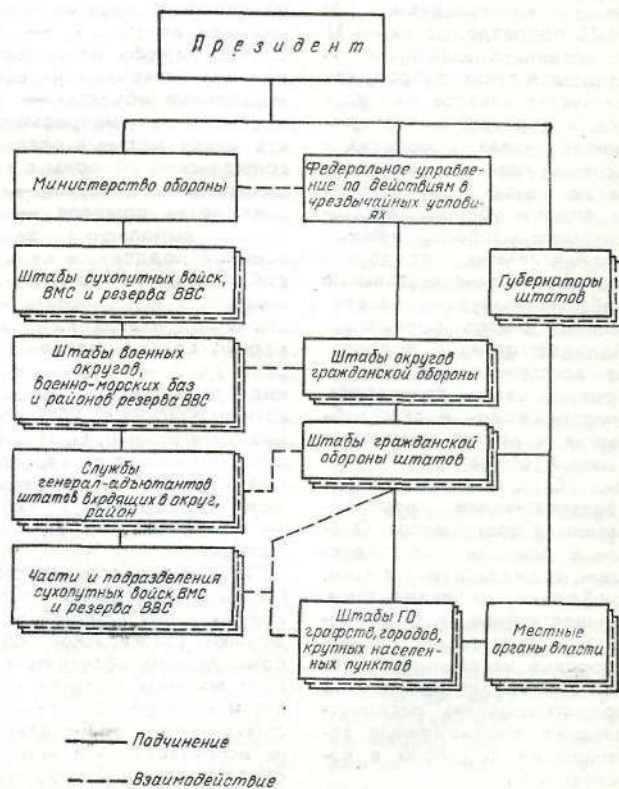 Президент
Министерство обороны
Федеральное управле-
ние по действиям в
чрезвычайных услови-
ях
Штабы сухопутных войск,
ВМС и резерва ВВС
Губернаторы
штатов
Штабы военных
округов,
военно-морских баз
и районов резерва ВВС
Штабы округов
гражданской обороны
Службы
генерал-адъютантов
штатов входящих в округ,
район
Штабы гражданской
обороны штатов
Части и подразделения
сухопутных войск, ВМС
и резерва ВВС
Штабы ГО
графств, городов,
крупных населен-
ных пунктов
Местные
органы власти
Подчинение
Взаимодействие